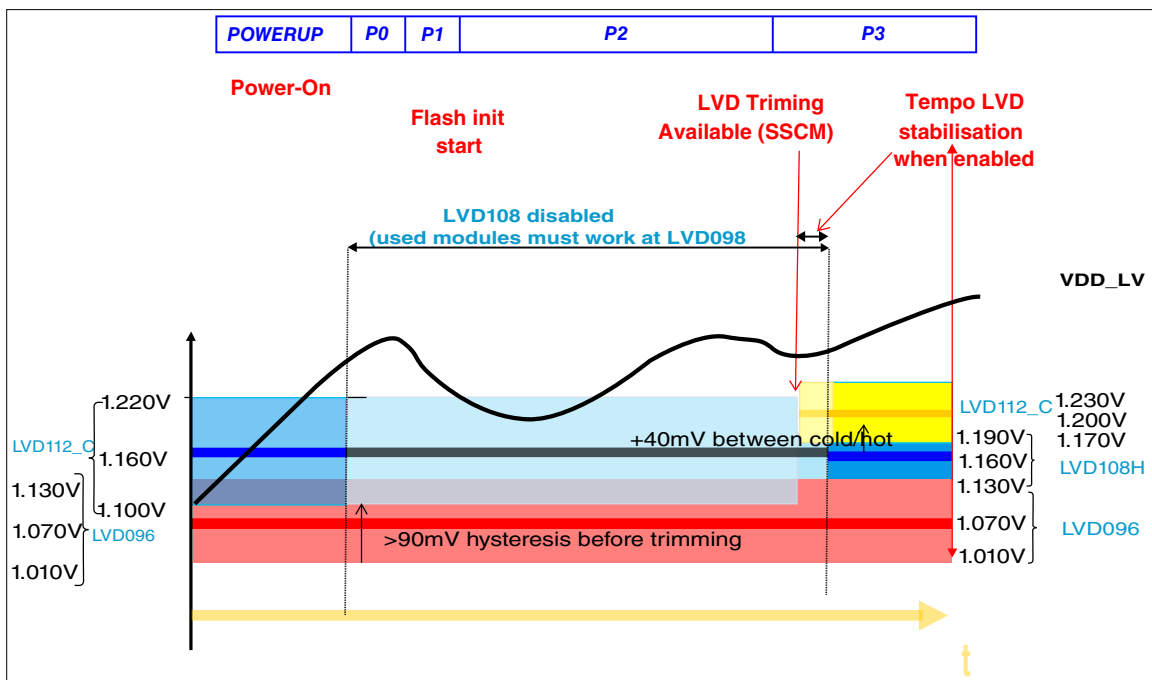 POWERUP P0 P1 P2 P3
Power-On
Flash init
start
LVD Triming
Available (SSCM)
Tempo LVD
stabilisation
when enabled
LVD108 disabled
(used modules must work at LVD098
VDD_LV
1.220V
LVD112_C
1.160V
1.130V
1.100V
1.070V
LVD096
1.010V
+40mV between cold/hot
>90mV hysteresis before trimming
LVD112_C
1.230V
1.200V
1.170V
1.190V
1.160V
LVD108H
1.130V
1.070V
LVD096
1.010V
t